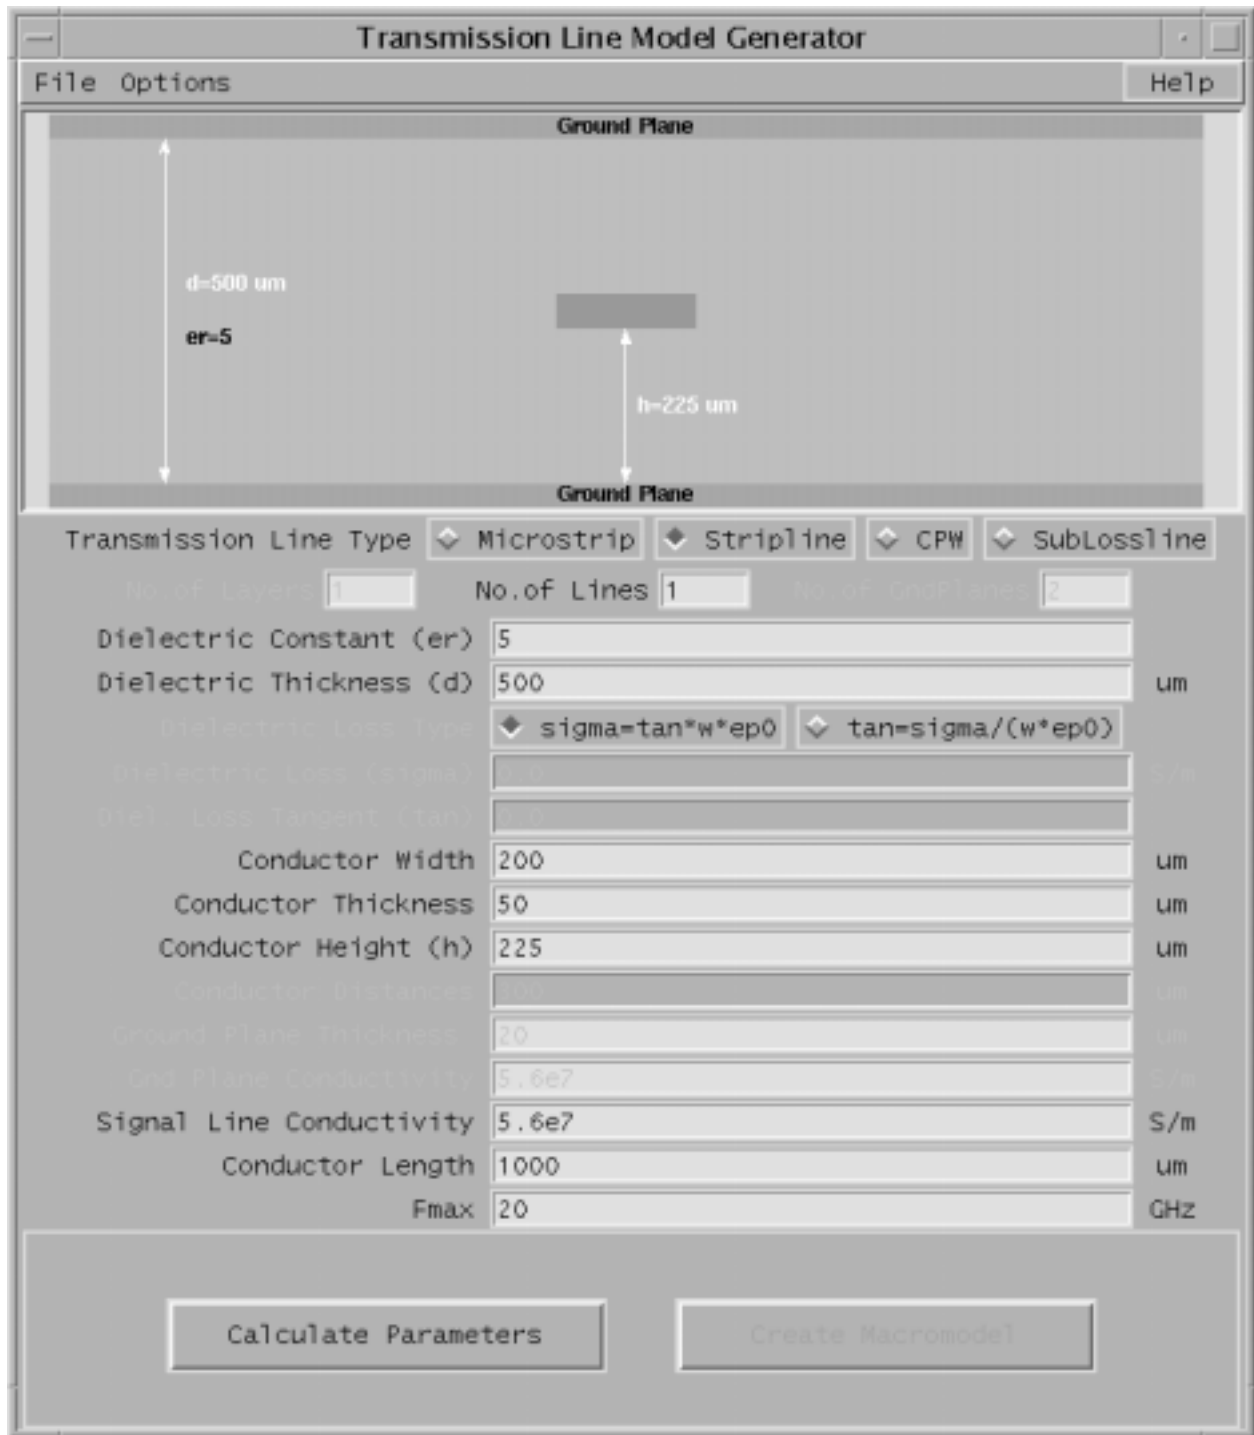 Transmission Line Model Generator
File Options Help
Ground Plane
d=500 um
er=5
h=225 um
Ground Plane
Transmission Line Type Microstrip Stripline CPW SubLossline
No.of Layers 1 No.of Lines 1 No.of GndPlanes 2
Dielectric Constant (er) 5
Dielectric Thickness (d) 500 um
Dielectric Loss Type sigma=tan*w*ep0 tan=sigma/(w*ep0)
Dielectric Loss (sigma) 0.0 S/m
Diel Loss Tangent (tan) 0.0
Conductor Width 200 um
Conductor Thickness 50 um
Conductor Height (h) 225 um
Conductor Distances um
Ground Plane Thickness 20 um
Gnd Plane Conductivity 5.6e7 S/m
Signal Line Conductivity 5.6e7 S/m
Conductor Length 1000 um
Fmax 20 GHz
Calculate Parameters Create Macromodel